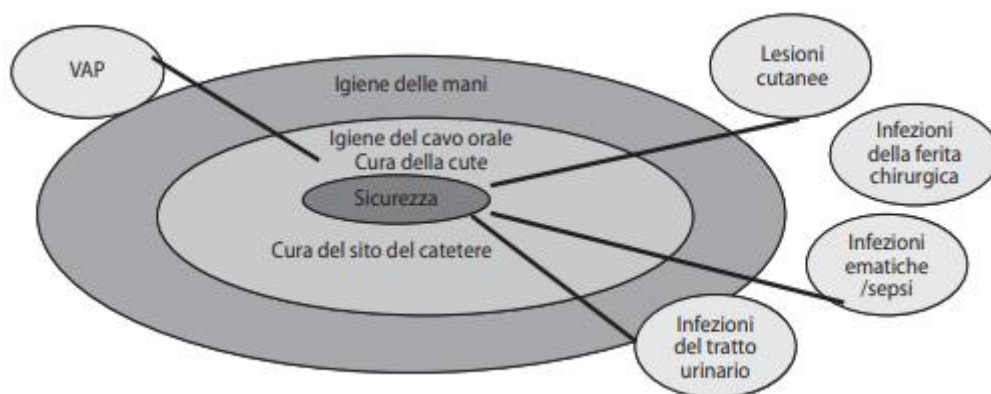 VAP
Igiene delle mani
Lesioni
cutanee
Igiene del cavo orale
Cura della cute
Infezioni
della ferita
chirurgica
Sicurezza
Cura del sito del catetere
Infezioni
ematiche
/sepsi
Infezioni
del tratto
urinario